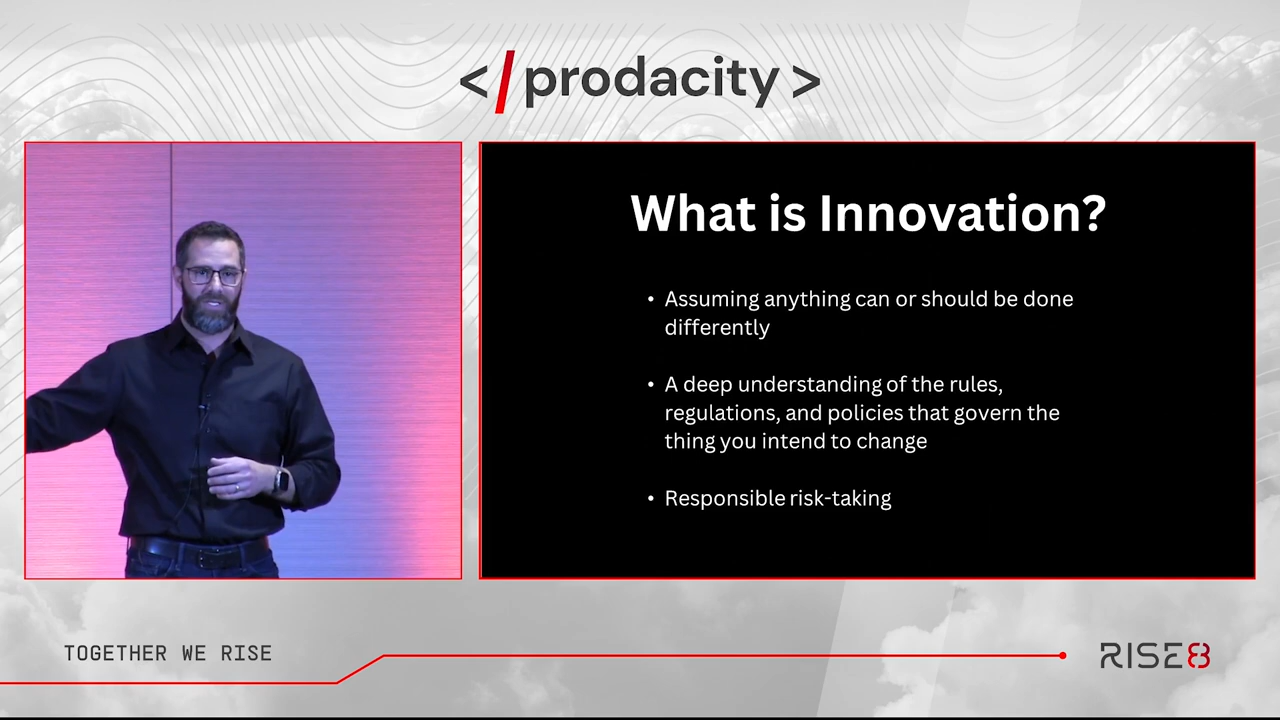 </prodacity>
What is Innovation?
• Assuming anything can or should be done
differently
• A deep understanding of the rules,
regulations, and policies that govern the
thing you intend to change
• Responsible risk-taking
TOGETHER WE RISE
RISE8